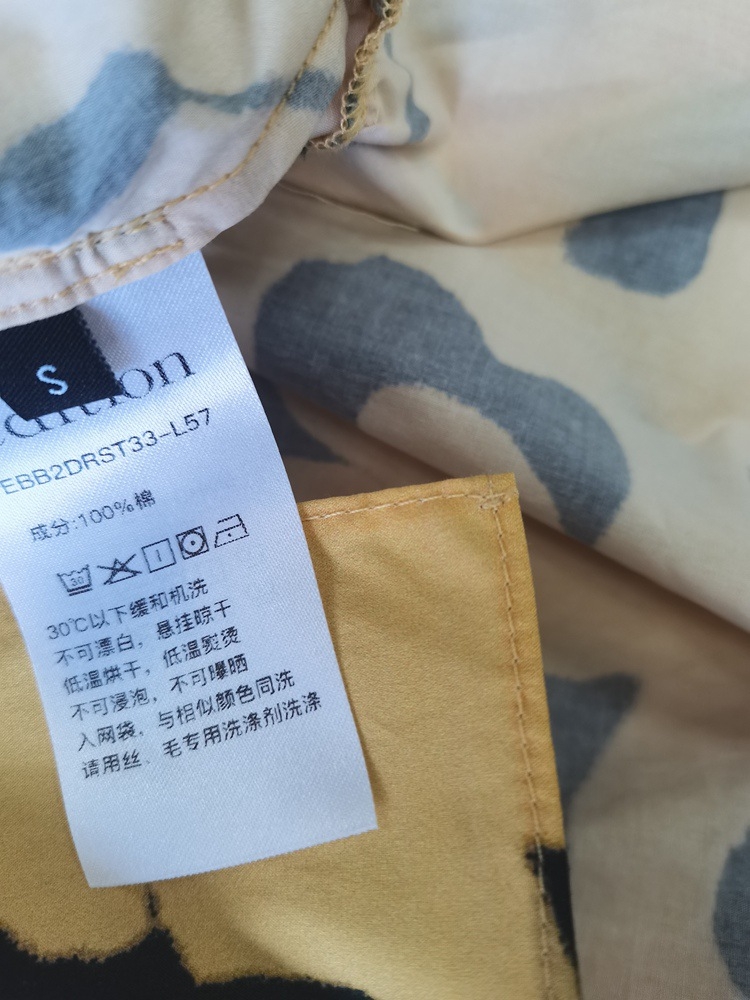 S
EBB2DRST33-L57
成分:100%棉
30
30℃以下缓和机洗
不可漂白，悬挂晾干
低温烘干，低温熨烫
不可浸泡，不可曝晒
入网袋，与相似颜色同洗
请用丝、毛专用洗涤剂洗涤